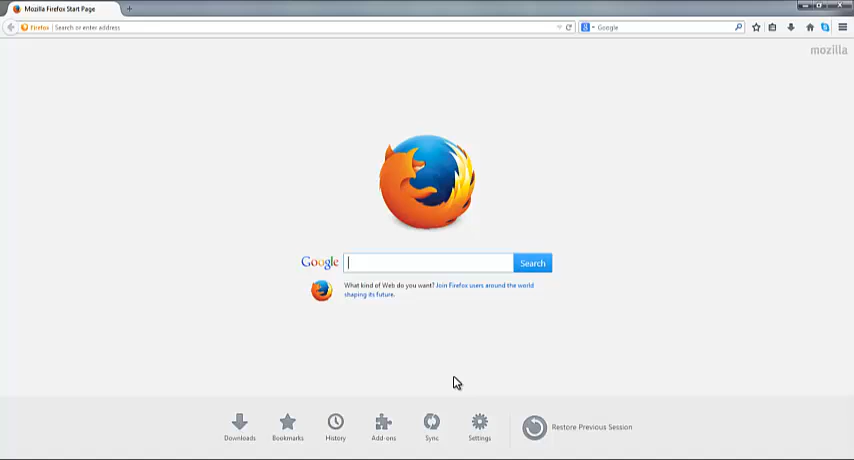 Mozilla Firefox Start Page
Firefox Search or enter address
Google
mozilla
Google Search
What kind of Web do you want? Join Firefox users around the world
shaping its future.
Downloads Bookmarks History Add-ons Sync Settings Restore Previous Session